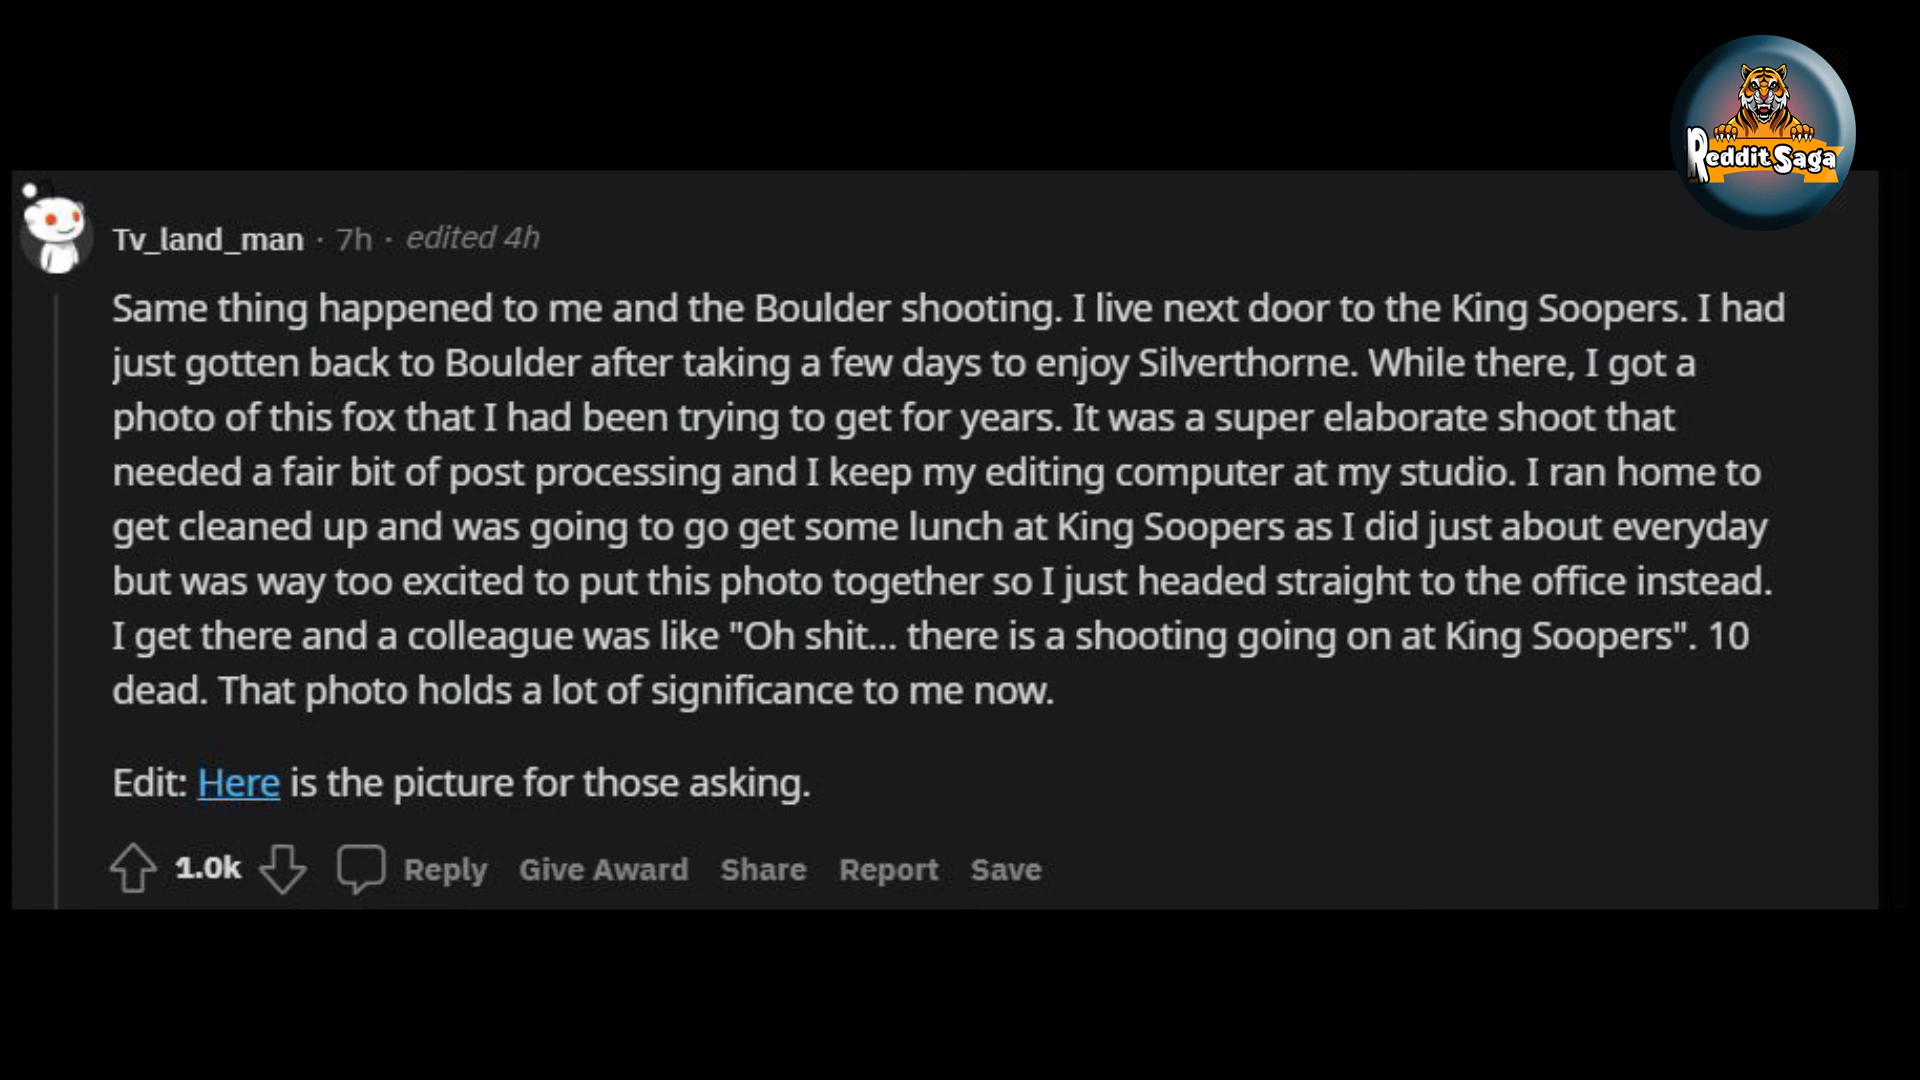 Reddit Saga
Tv_land_man · 7h · edited 4h
Same thing happened to me and the Boulder shooting. I live next door to the King Soopers. I had
just gotten back to Boulder after taking a few days to enjoy Silverthorne. While there, I got a
photo of this fox that I had been trying to get for years. It was a super elaborate shoot that
needed a fair bit of post processing and I keep my editing computer at my studio. I ran home to
get cleaned up and was going to go get some lunch at King Soopers as I did just about everyday
but was way too excited to put this photo together so I just headed straight to the office instead.
I get there and a colleague was like "Oh shit... there is a shooting going on at King Soopers". 10
dead. That photo holds a lot of significance to me now.
Edit: Here is the picture for those asking.
1.0k Reply Give Award Share Report Save